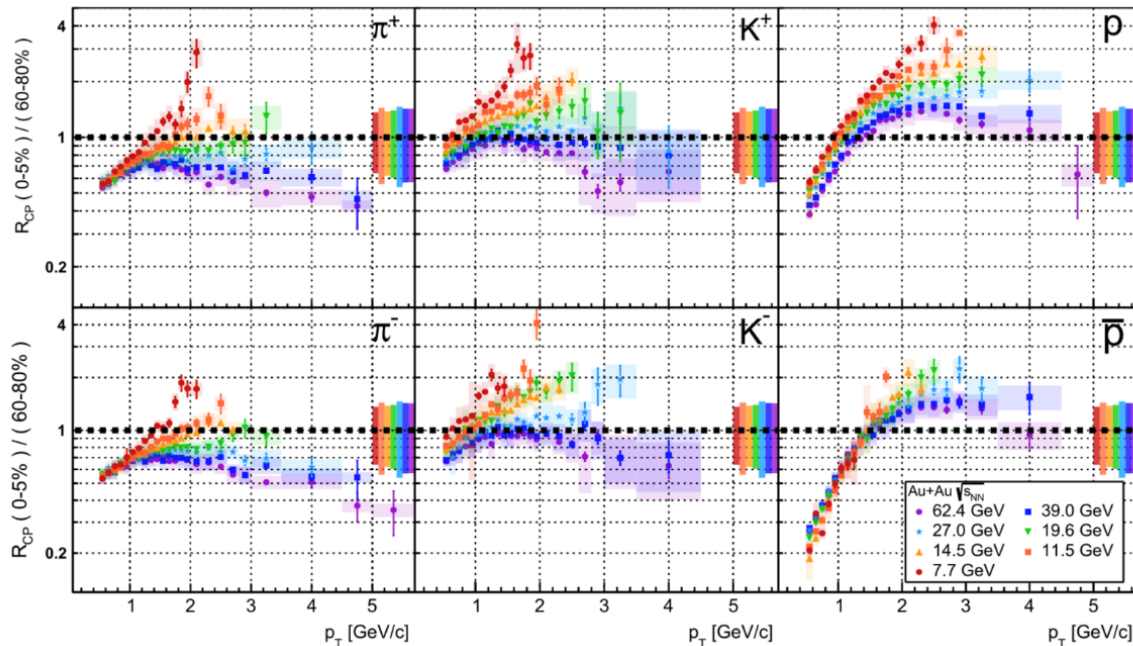 R_CP ( 0-5% ) / ( 60-80% )
4
1
0.2
π⁺
K⁺
p
R_CP ( 0-5% ) / ( 60-80% )
4
1
0.2
π⁻
K⁻
p̅
Au+Au √s_NN
62.4 GeV 39.0 GeV
27.0 GeV 19.6 GeV
14.5 GeV 11.5 GeV
7.7 GeV
1 2 3 4 5 1 2 3 4 5 1 2 3 4 5
p_T [GeV/c] p_T [GeV/c] p_T [GeV/c]